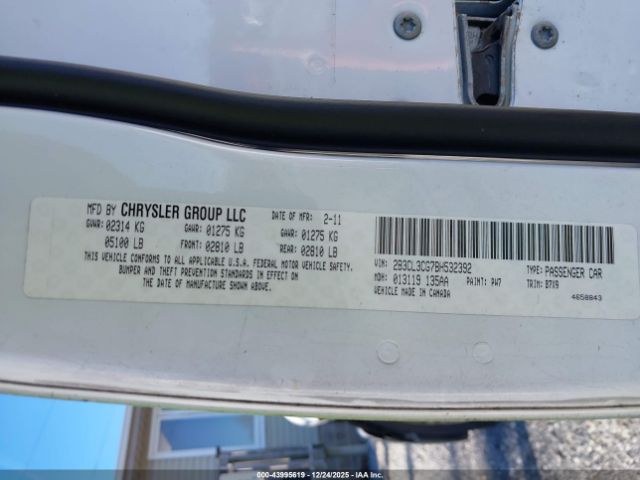 MFD BY CHRYSLER GROUP LLC DATE OF MFR: 2-11
GVWR: 02314 KG GAWR: 01275 KG GAWR: 01275 KG
05100 LB FRONT: 02810 LB REAR: 02810 LB
THIS VEHICLE CONFORMS TO ALL APPLICABLE U.S.A. FEDERAL MOTOR VEHICLE SAFETY,
BUMPER AND THEFT PREVENTION STANDARDS IN EFFECT ON
THE DATE OF MANUFACTURE SHOWN ABOVE.
VIN: 2B3CL3CG7BH532392 TYPE: PASSENGER CAR
MDH: 013119 135AA PAINT: PW7 TRIM: B7X9
VEHICLE MADE IN CANADA 4658843
000-43995619 | 12/24/2025 - IAAI.COM